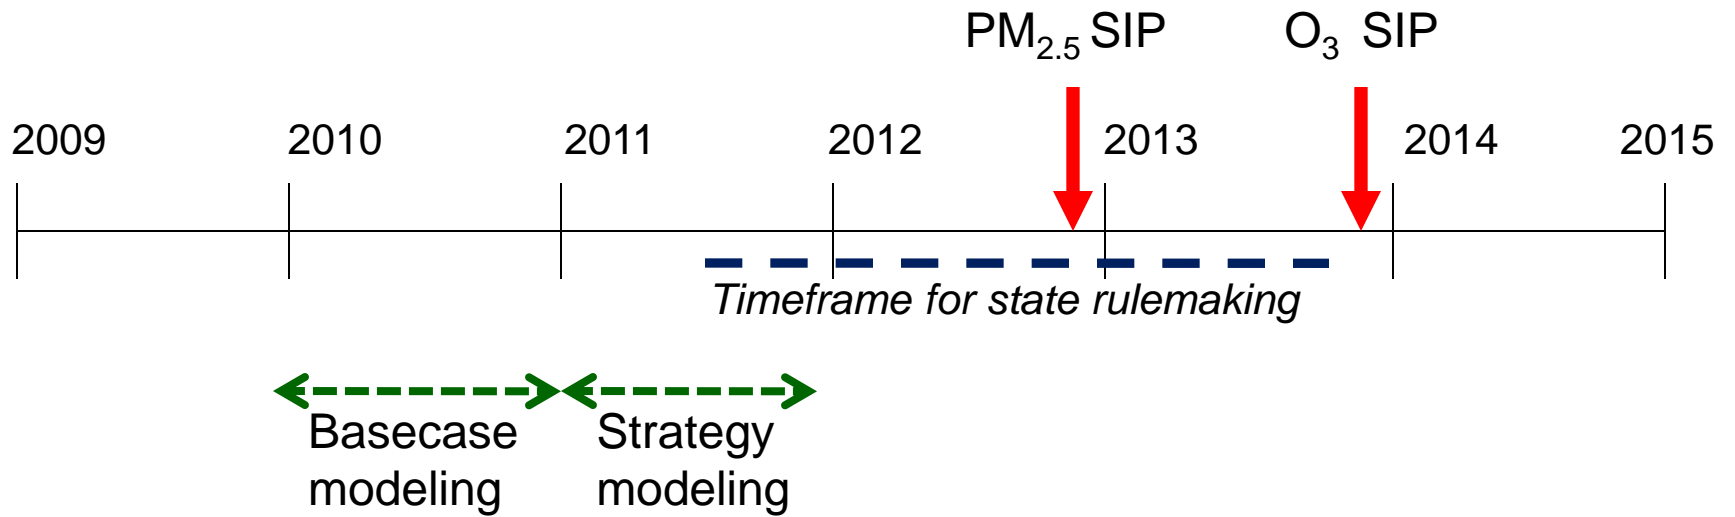 PM2.5 SIP O3 SIP
2009 2010 2011 2012 2013 2014 2015
Timeframe for state rulemaking
Basecase modeling
Strategy modeling